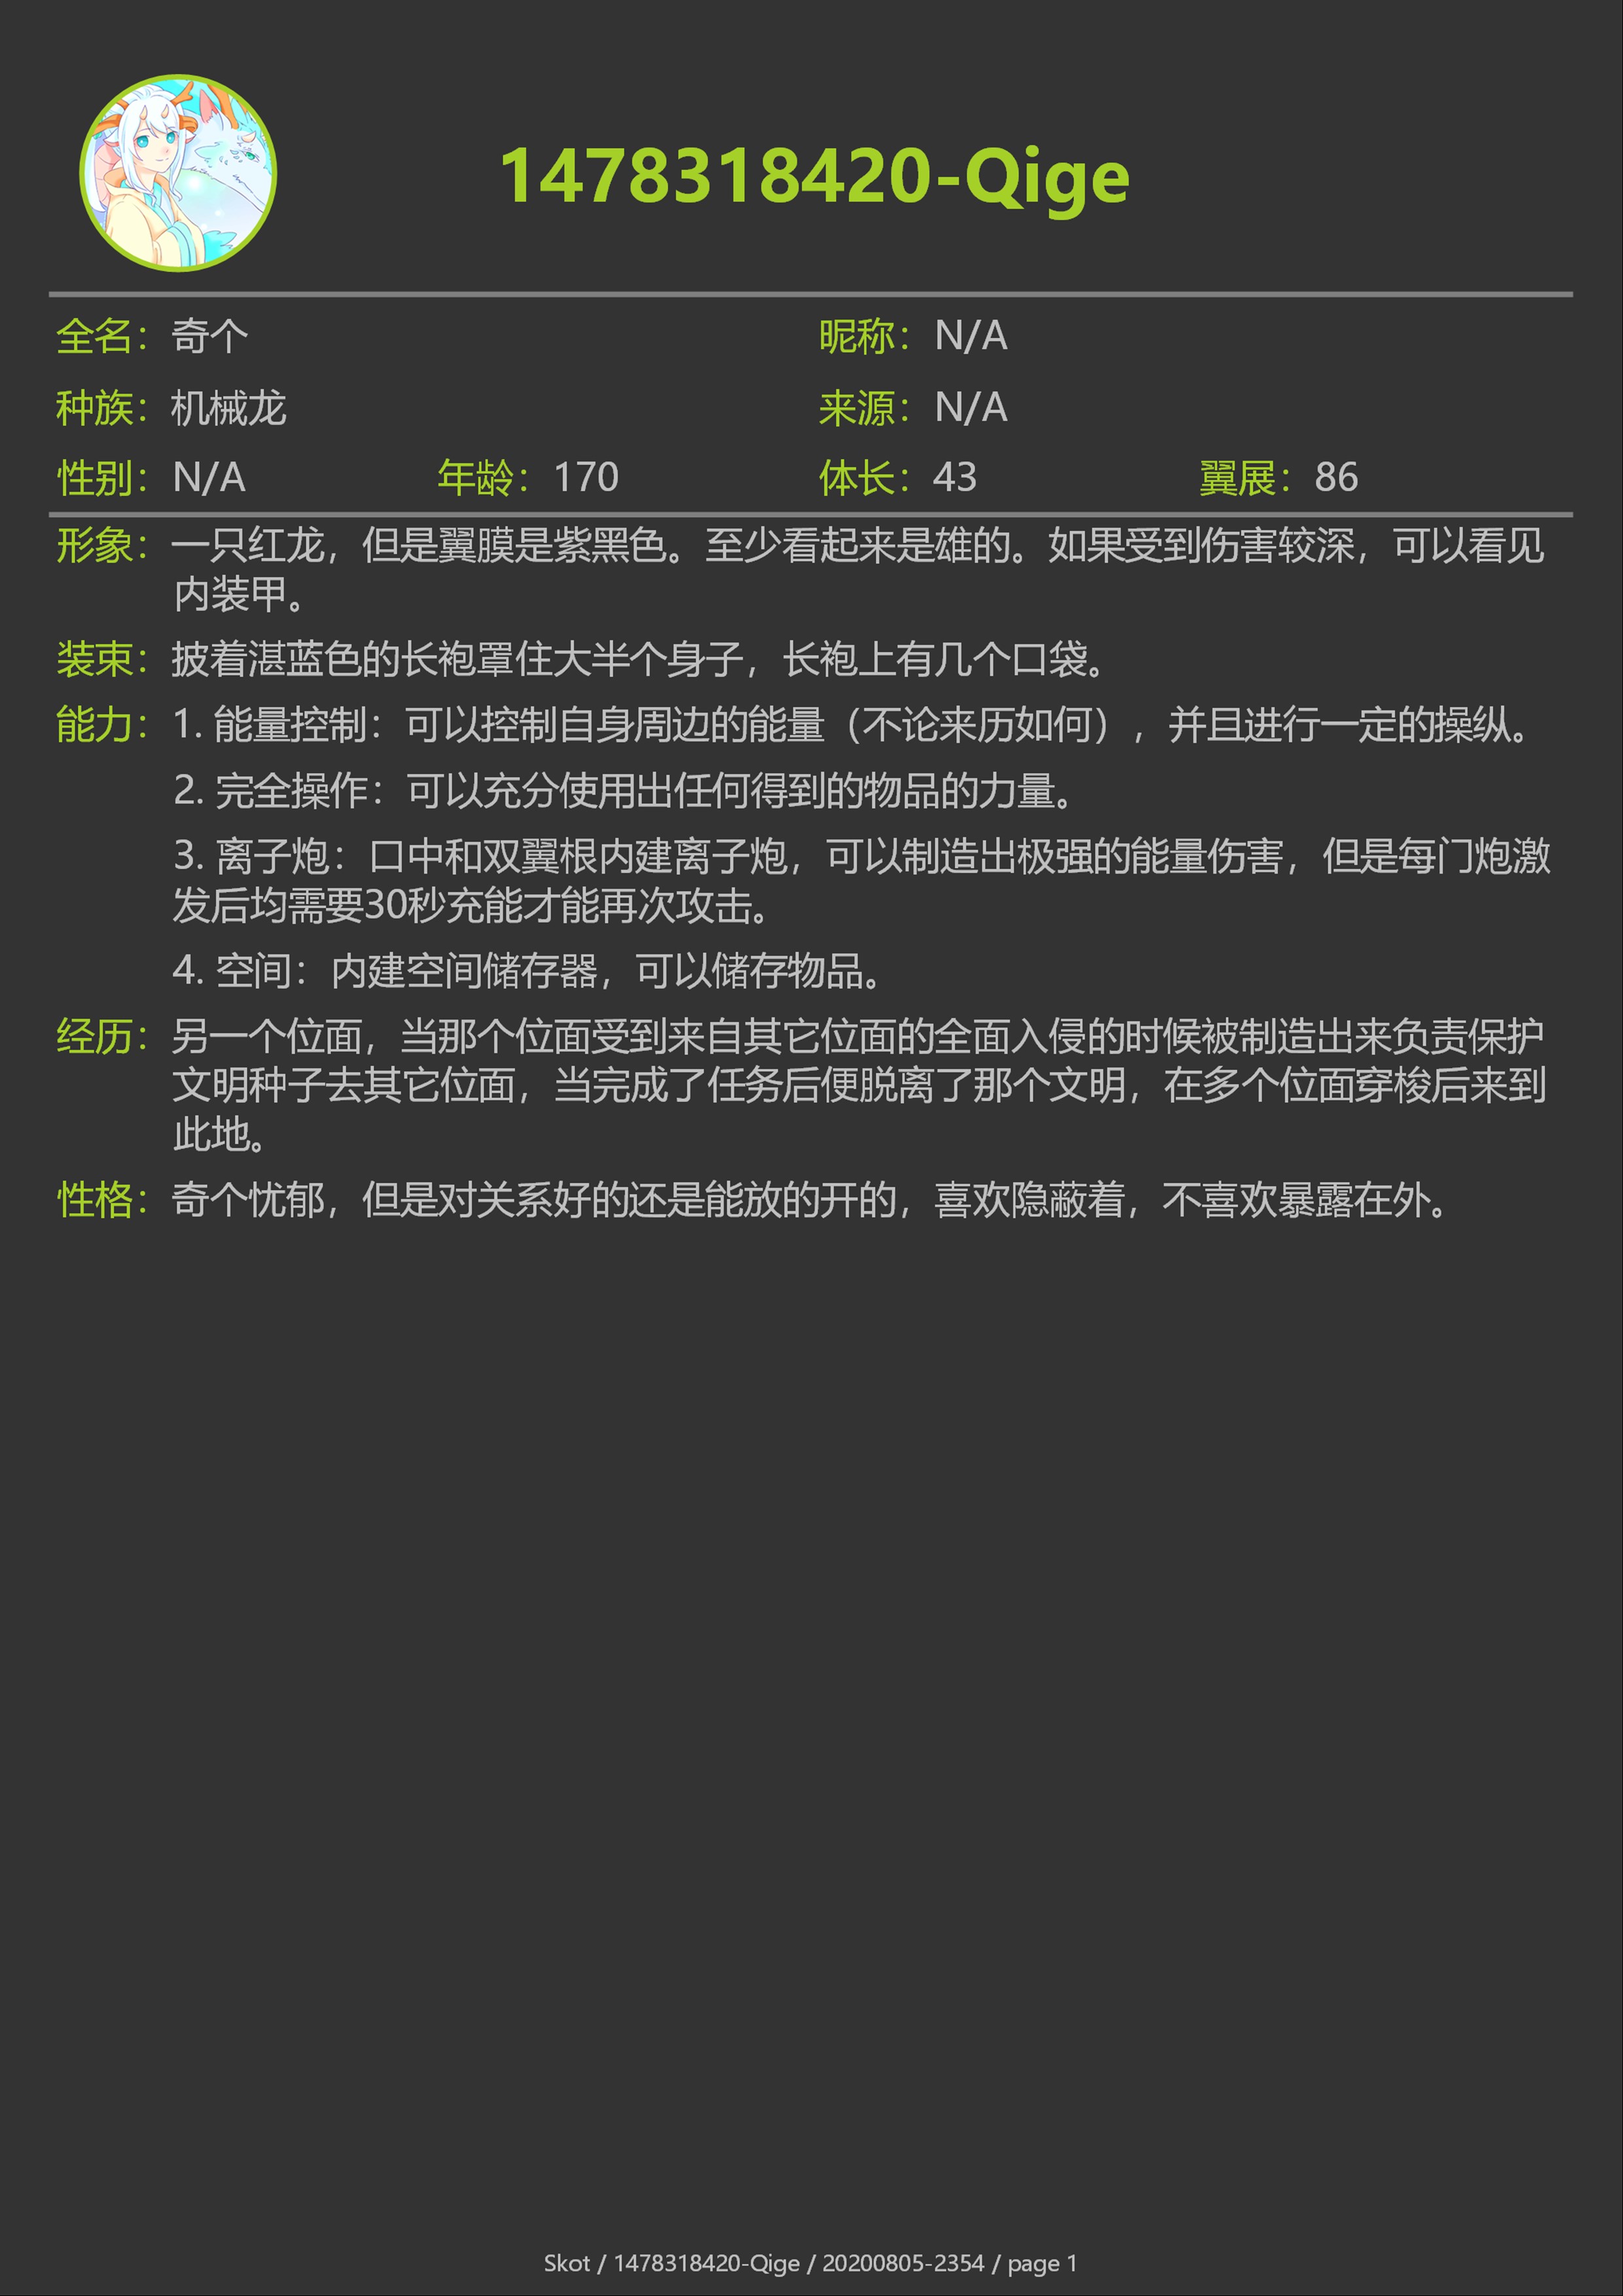 1478318420-Qige
全名：奇个 昵称：N/A
种族：机械龙 来源：N/A
性别：N/A 年龄：170 体长：43 翼展：86
形象：一只红龙，但是翼膜是紫黑色。至少看起来是雄的。如果受到伤害较深，可以看见
内装甲。
装束：披着湛蓝色的长袍罩住大半个身子，长袍上有几个口袋。
能力：1. 能量控制：可以控制自身周边的能量（不论来历如何），并且进行一定的操纵。
2. 完全操作：可以充分使用出任何得到的物品的力量。
3. 离子炮：口中和双翼根内建离子炮，可以制造出极强的能量伤害，但是每门炮激
发后均需要30秒充能才能再次攻击。
4. 空间：内建空间储存器，可以储存物品。
经历：另一个位面，当那个位面受到来自其它位面的全面入侵的时候被制造出来负责保护
文明种子去其它位面，当完成了任务后便脱离了那个文明，在多个位面穿梭后来到
此地。
性格：奇个忧郁，但是对关系好的还是能放的开的，喜欢隐蔽着，不喜欢暴露在外。
Skot / 1478318420-Qige / 20200805-2354 / page 1